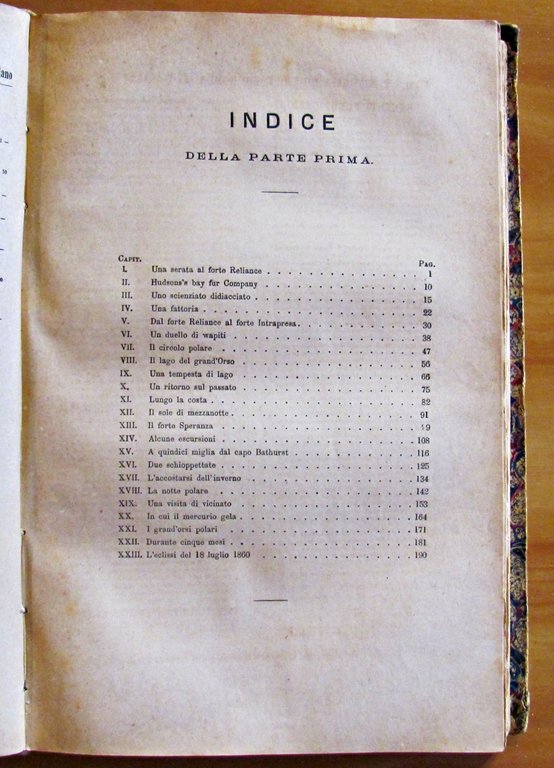 ano
50
INDICE
DELLA PARTE PRIMA.
CAPIT. PAG.
I. Una serata al forte Reliance . . . . . . . . . . . 1
II. Hudsons's bay fur Company . . . . . . . . . . . 10
III. Uno scienziato didiacciato . . . . . . . . . . . 15
IV. Una fattoria . . . . . . . . . . . 22
V. Dal forte Reliance al forte Intrapresa . . . . . . . . . . . 30
VI. Un duello di wapiti . . . . . . . . . . . 38
VII. Il circolo polare . . . . . . . . . . . 47
VIII. Il lago del grand'Orso . . . . . . . . . . . 56
IX. Una tempesta di lago . . . . . . . . . . . 66
X. Un ritorno sul passato . . . . . . . . . . . 75
XI. Lungo la costa . . . . . . . . . . . 82
XII. Il sole di mezzanotte . . . . . . . . . . . 91
XIII. Il forte Speranza . . . . . . . . . . . 9
XIV. Alcune escursioni . . . . . . . . . . . 108
XV. A quindici miglia dal capo Bathurst . . . . . . . . . . . 116
XVI. Due schioppettate . . . . . . . . . . . 125
XVII. L'accostarsi dell'inverno . . . . . . . . . . . 134
XVIII. La notte polare . . . . . . . . . . . 142
XIX. Una visita di vicinato . . . . . . . . . . . 153
XX. In cui il mercurio gela . . . . . . . . . . . 164
XXI. I grand'orsi polari . . . . . . . . . . . 171
XXII. Durante cinque mesi . . . . . . . . . . . 181
XXIII. L'eclissi del 18 luglio 1860 . . . . . . . . . . . 190